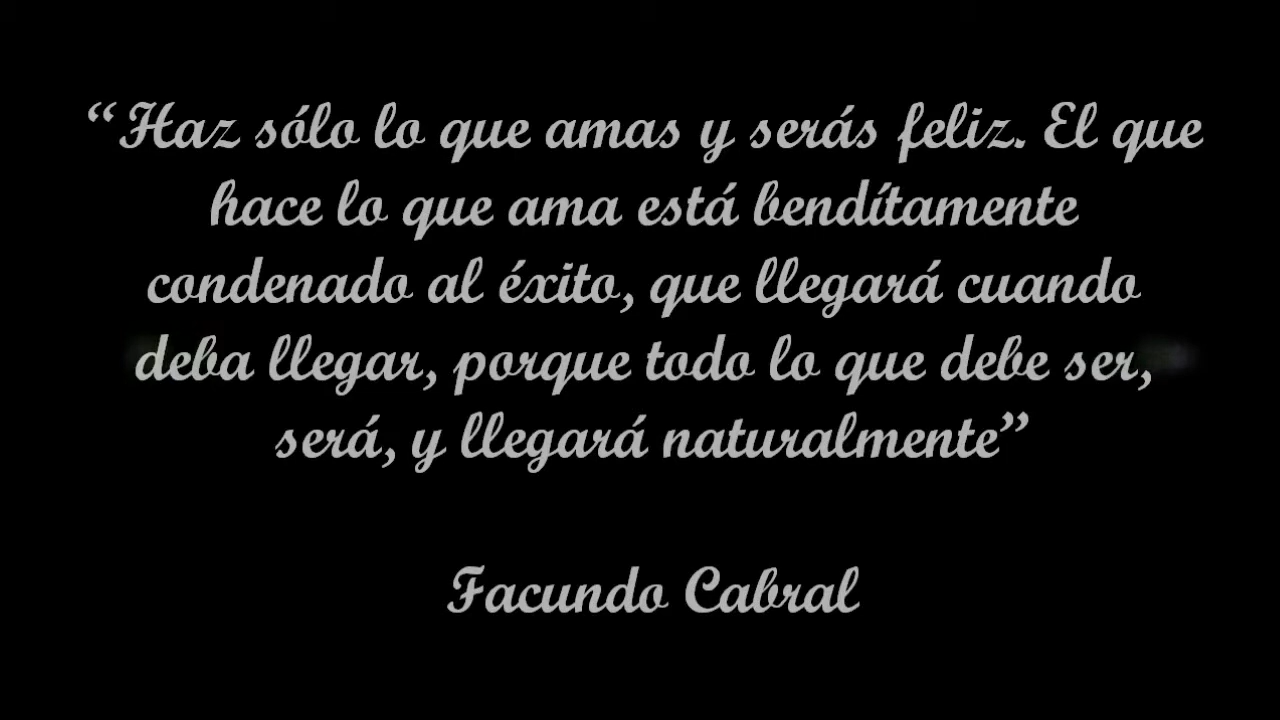 “Haz sólo lo que amas y serás feliz. El que
hace lo que ama está bendítamente
condenado al éxito, que llegará cuando
deba llegar, porque todo lo que debe ser,
será, y llegará naturalmente”
Facundo Cabral